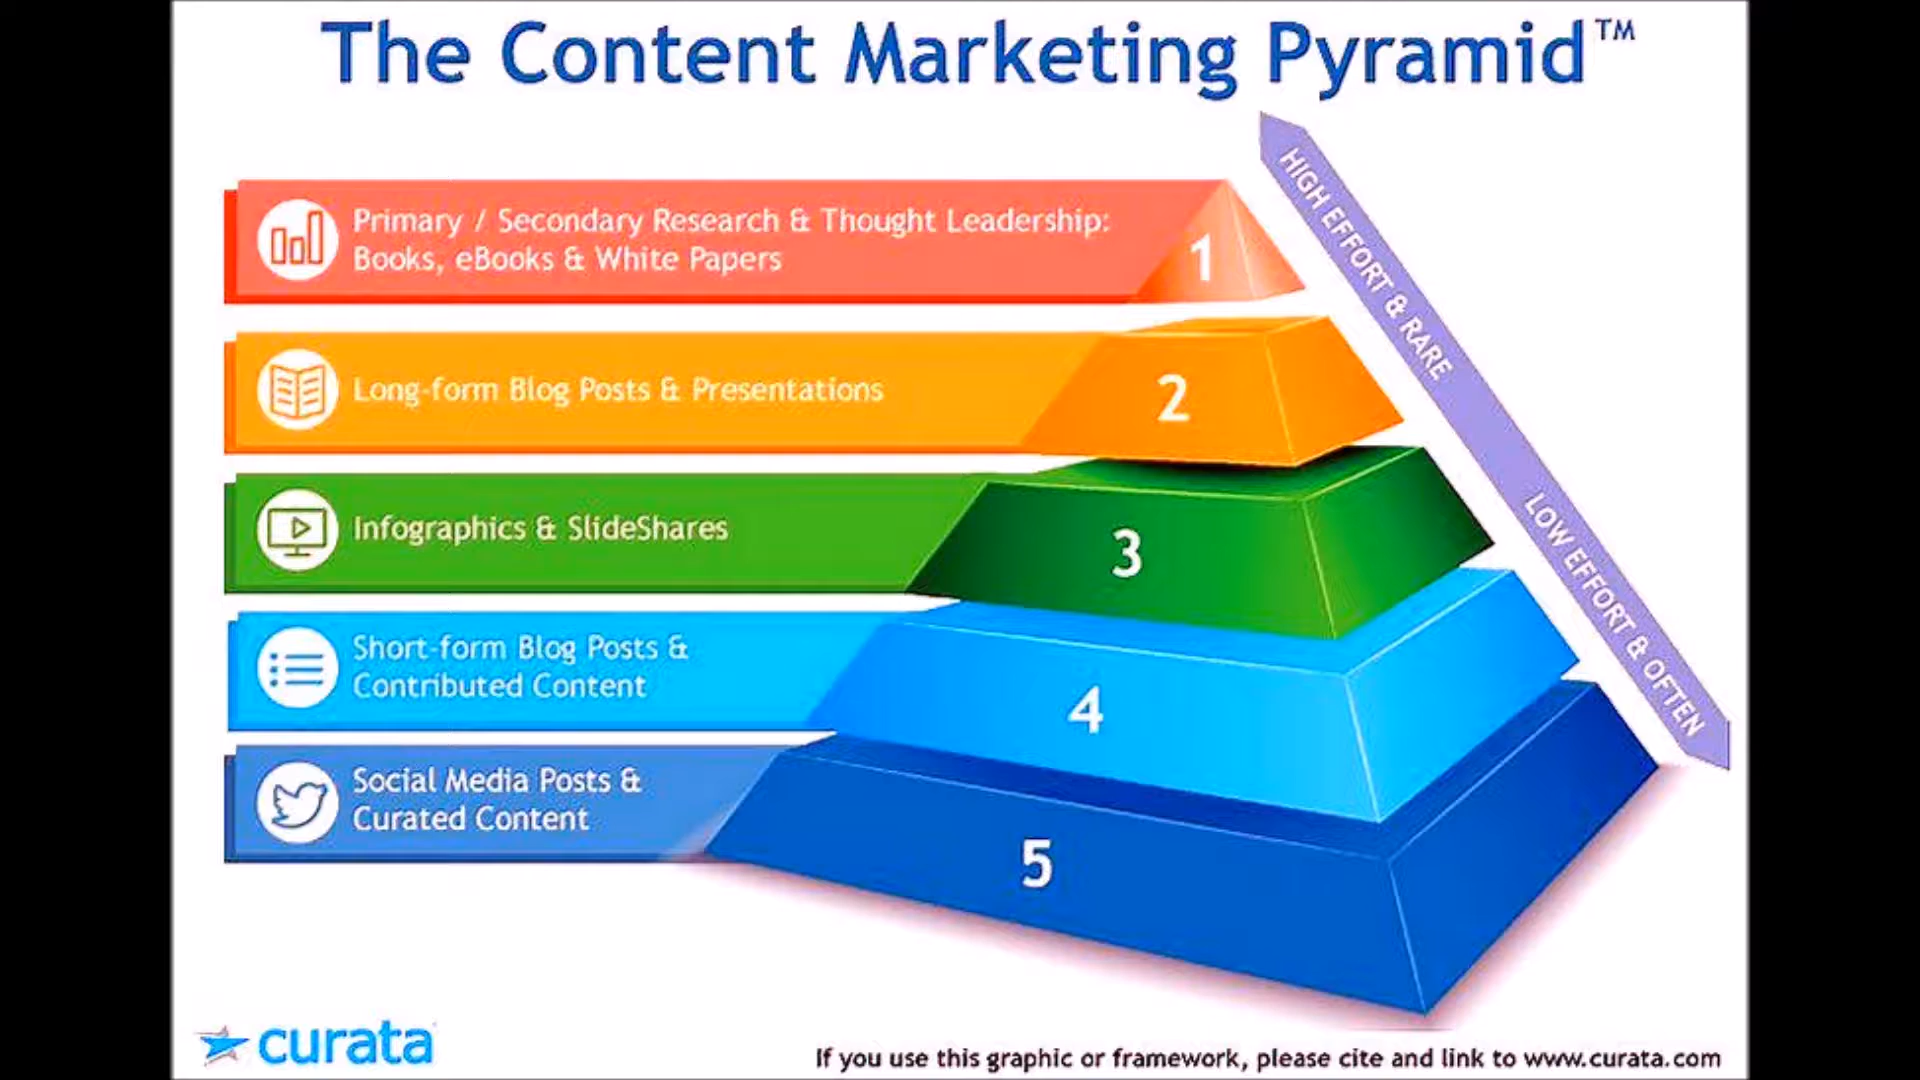 The Content Marketing Pyramid™
HIGH EFFORT & RARE
Primary / Secondary Research & Thought Leadership:
Books, eBooks & White Papers
1
Long-form Blog Posts & Presentations
2
Infographics & SlideShares
3
LOW EFFORT & OFTEN
Short-form Blog Posts &
Contributed Content
4
Social Media Posts &
Curated Content
5
curata
If you use this graphic or framework, please cite and link to www.curata.com